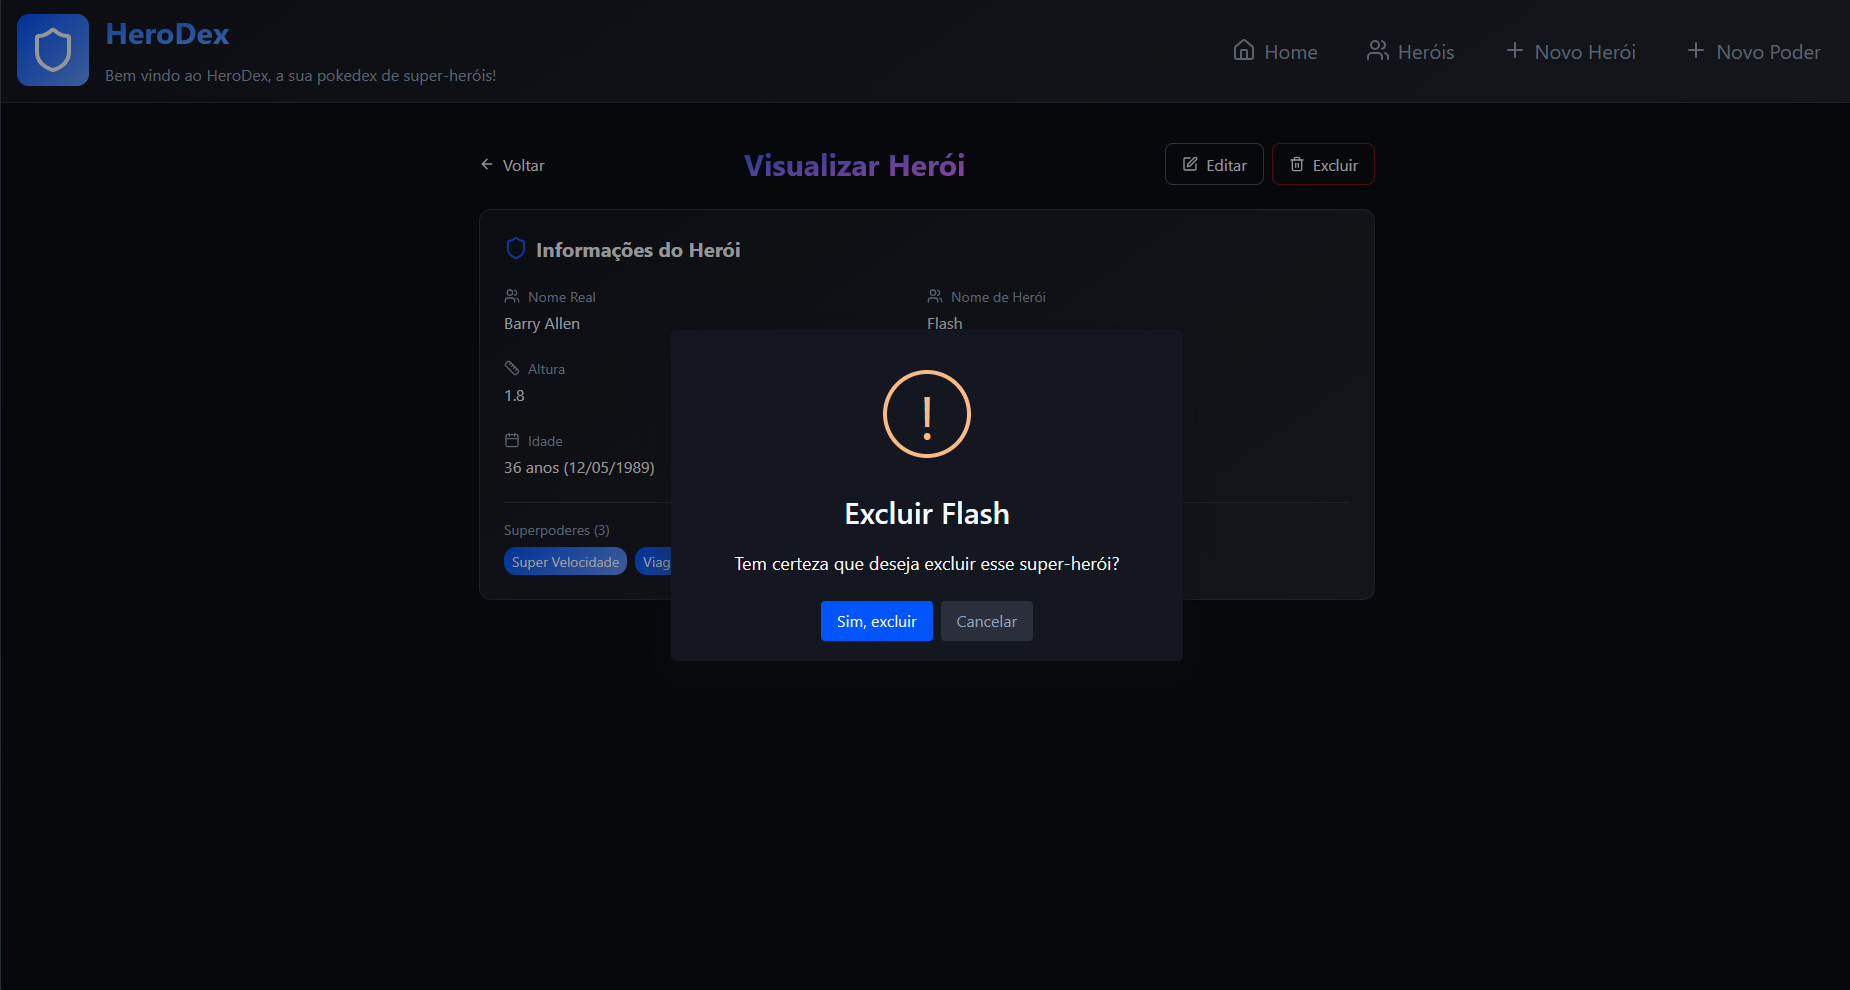 HeroDex
Bem vindo ao HeroDex, a sua pokedex de super-heróis!
Home
Heróis
Novo Herói
Novo Poder
Voltar
Visualizar Herói
Editar
Excluir
Informações do Herói
Nome Real
Nome de Herói
Barry Allen
Flash
Altura
1.8
Idade
36 anos (12/05/1989)
Superpoderes (3)
Super Velocidade
Viag
!
Excluir Flash
Tem certeza que deseja excluir esse super-herói?
Sim, excluir
Cancelar